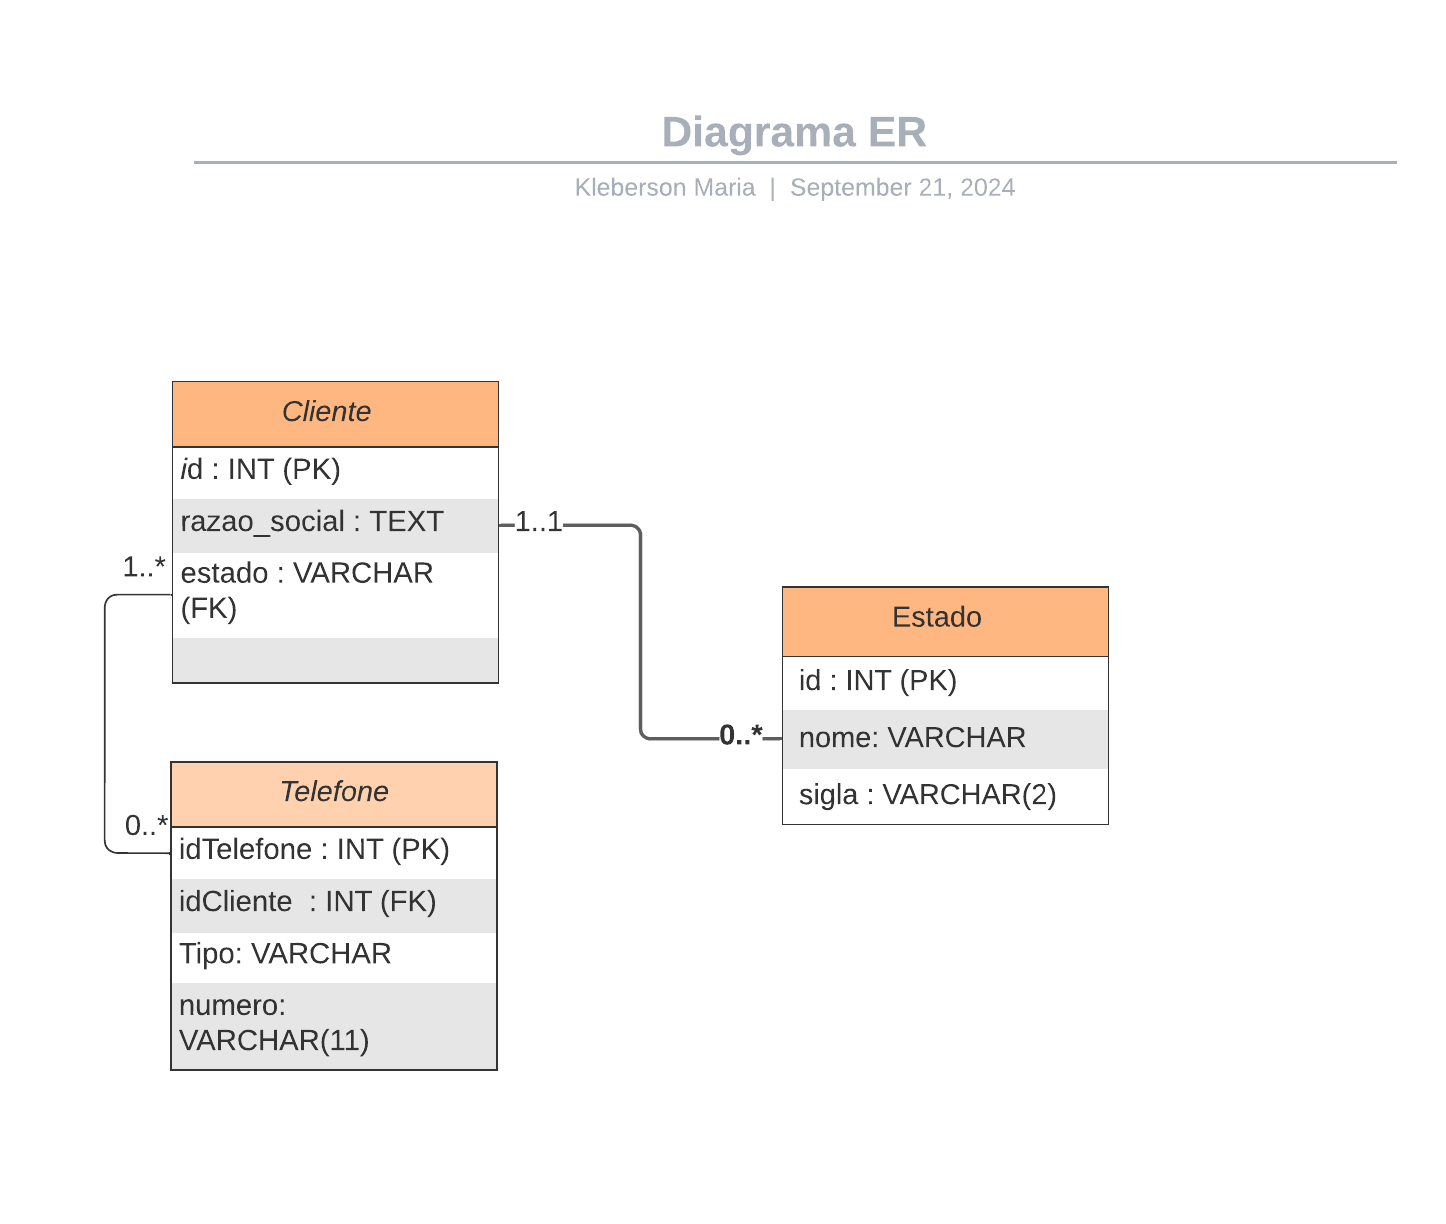 Diagrama ER
Kleberson Maria | September 21, 2024
Cliente
id : INT (PK)
razao_social : TEXT
estado : VARCHAR
(FK)
1..1
1..*
0..*
Estado
id : INT (PK)
nome: VARCHAR
sigla : VARCHAR(2)
0..*
Telefone
idTelefone : INT (PK)
idCliente : INT (FK)
Tipo: VARCHAR
numero:
VARCHAR(11)